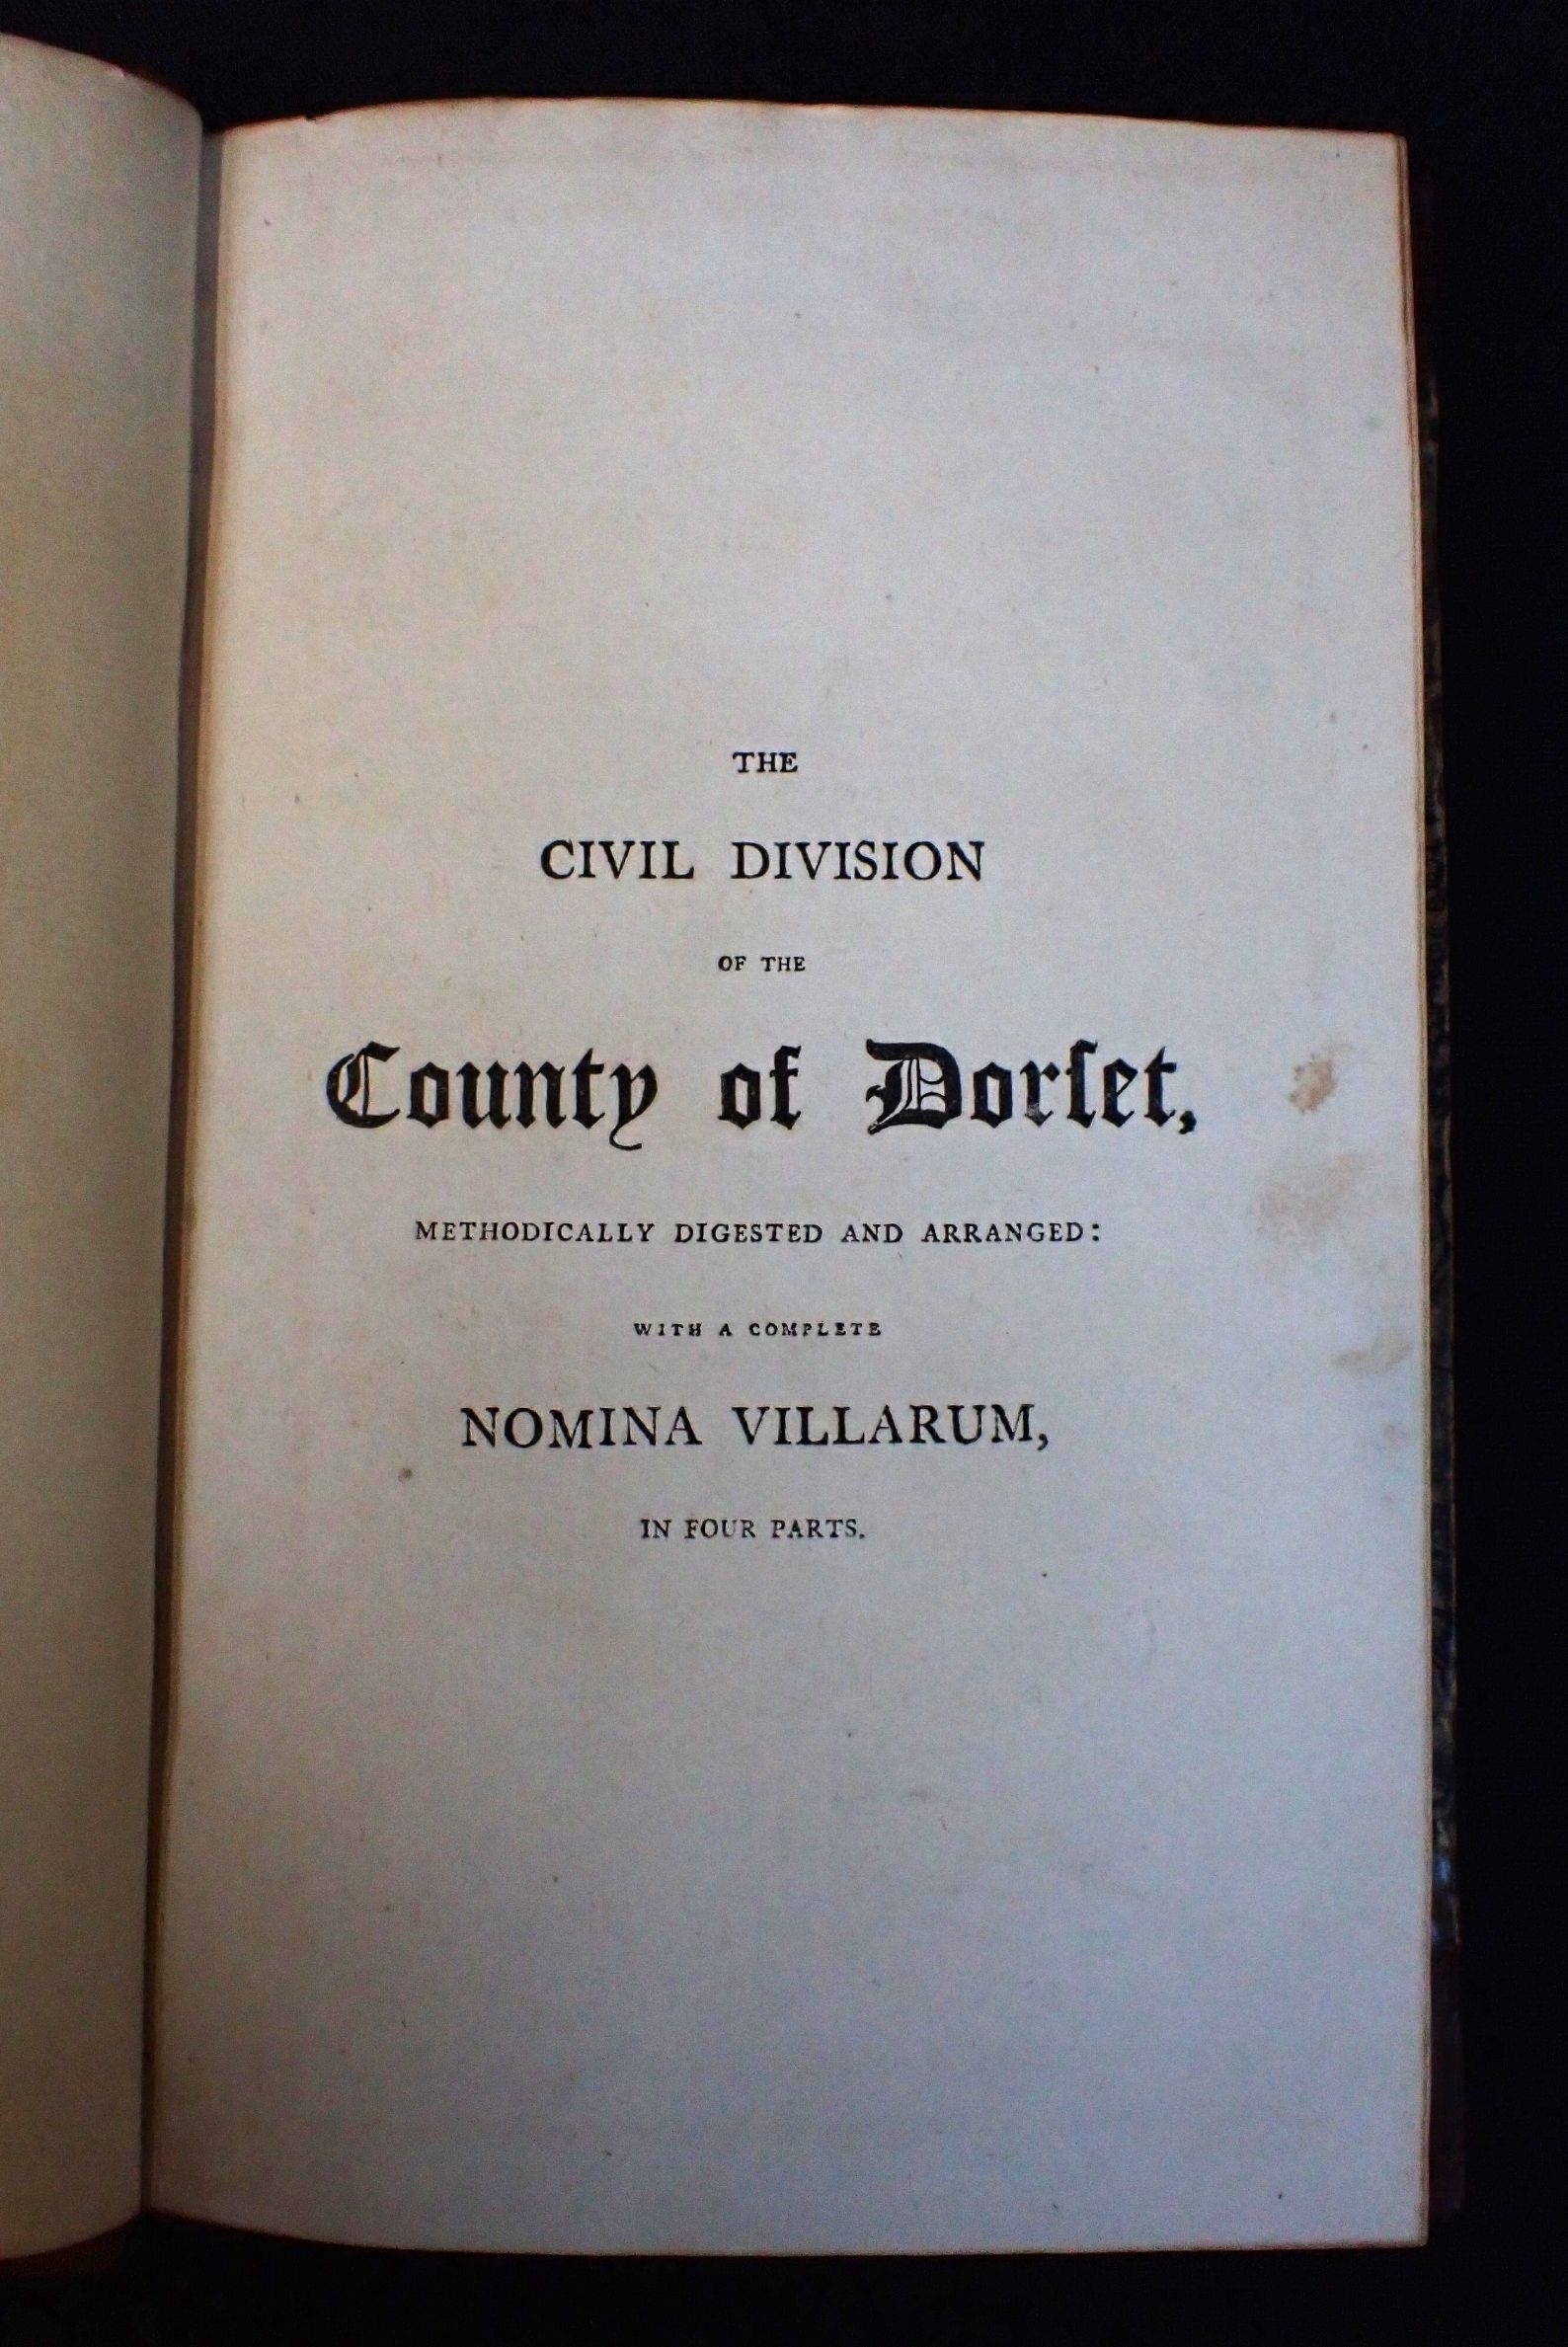 THE
CIVIL DIVISION
OF THE
County of Dorſet,
METHODICALLY DIGESTED AND ARRANGED:
WITH A COMPLETE
NOMINA VILLARUM,
IN FOUR PARTS.